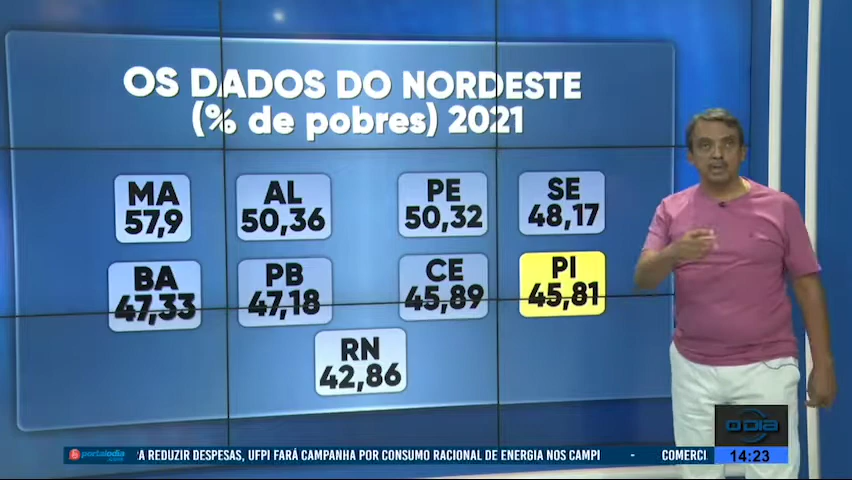 OS DADOS DO NORDESTE
(% de pobres) 2021
MA
57,9
AL
50,36
PE
50,32
SE
48,17
BA
47,33
PB
47,18
CE
45,89
PI
45,81
RN
42,86
O DIA
portalodia
RA REDUZIR DESPESAS, UFPI FARÁ CAMPANHA POR CONSUMO RACIONAL DE ENERGIA NOS CAMPI - COMERCI
14:23